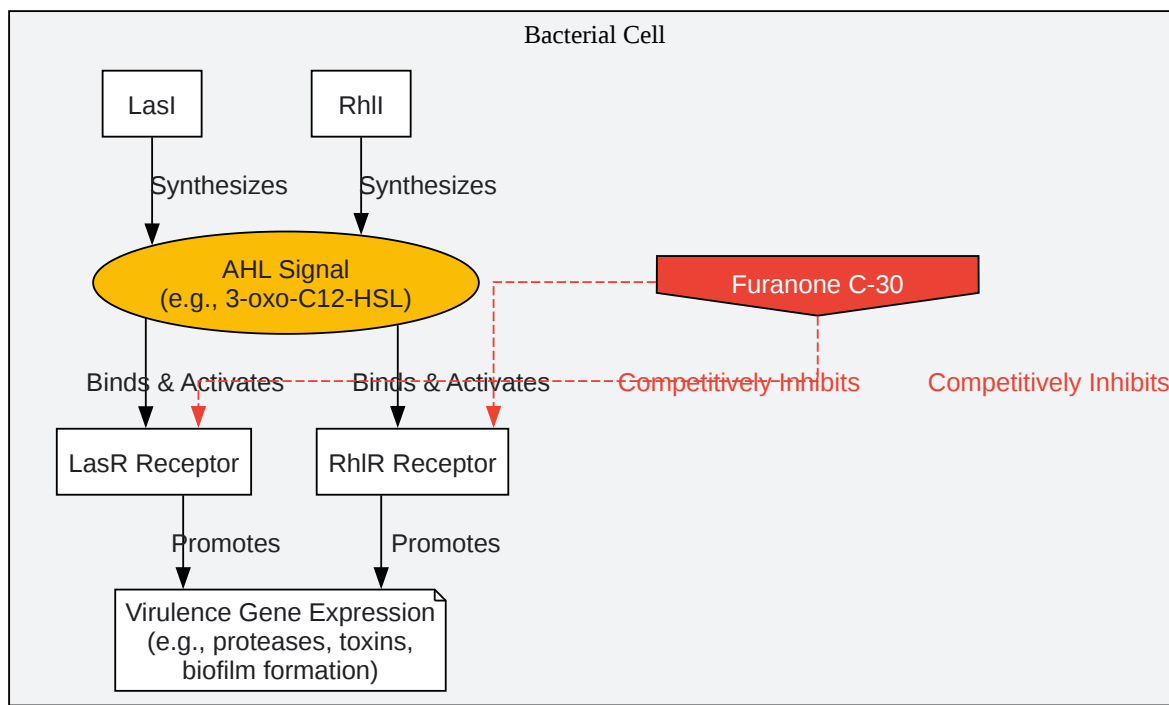 Bacterial Cell
LasI
RhlI
Synthesizes
Synthesizes
AHL Signal
(e.g., 3-oxo-C12-HSL)
Furanone C-30
Binds & Activates
Binds & Activates
Competitively Inhibits
Competitively Inhibits
LasR Receptor
RhlR Receptor
Promotes
Promotes
Virulence Gene Expression
(e.g., proteases, toxins,
biofilm formation)